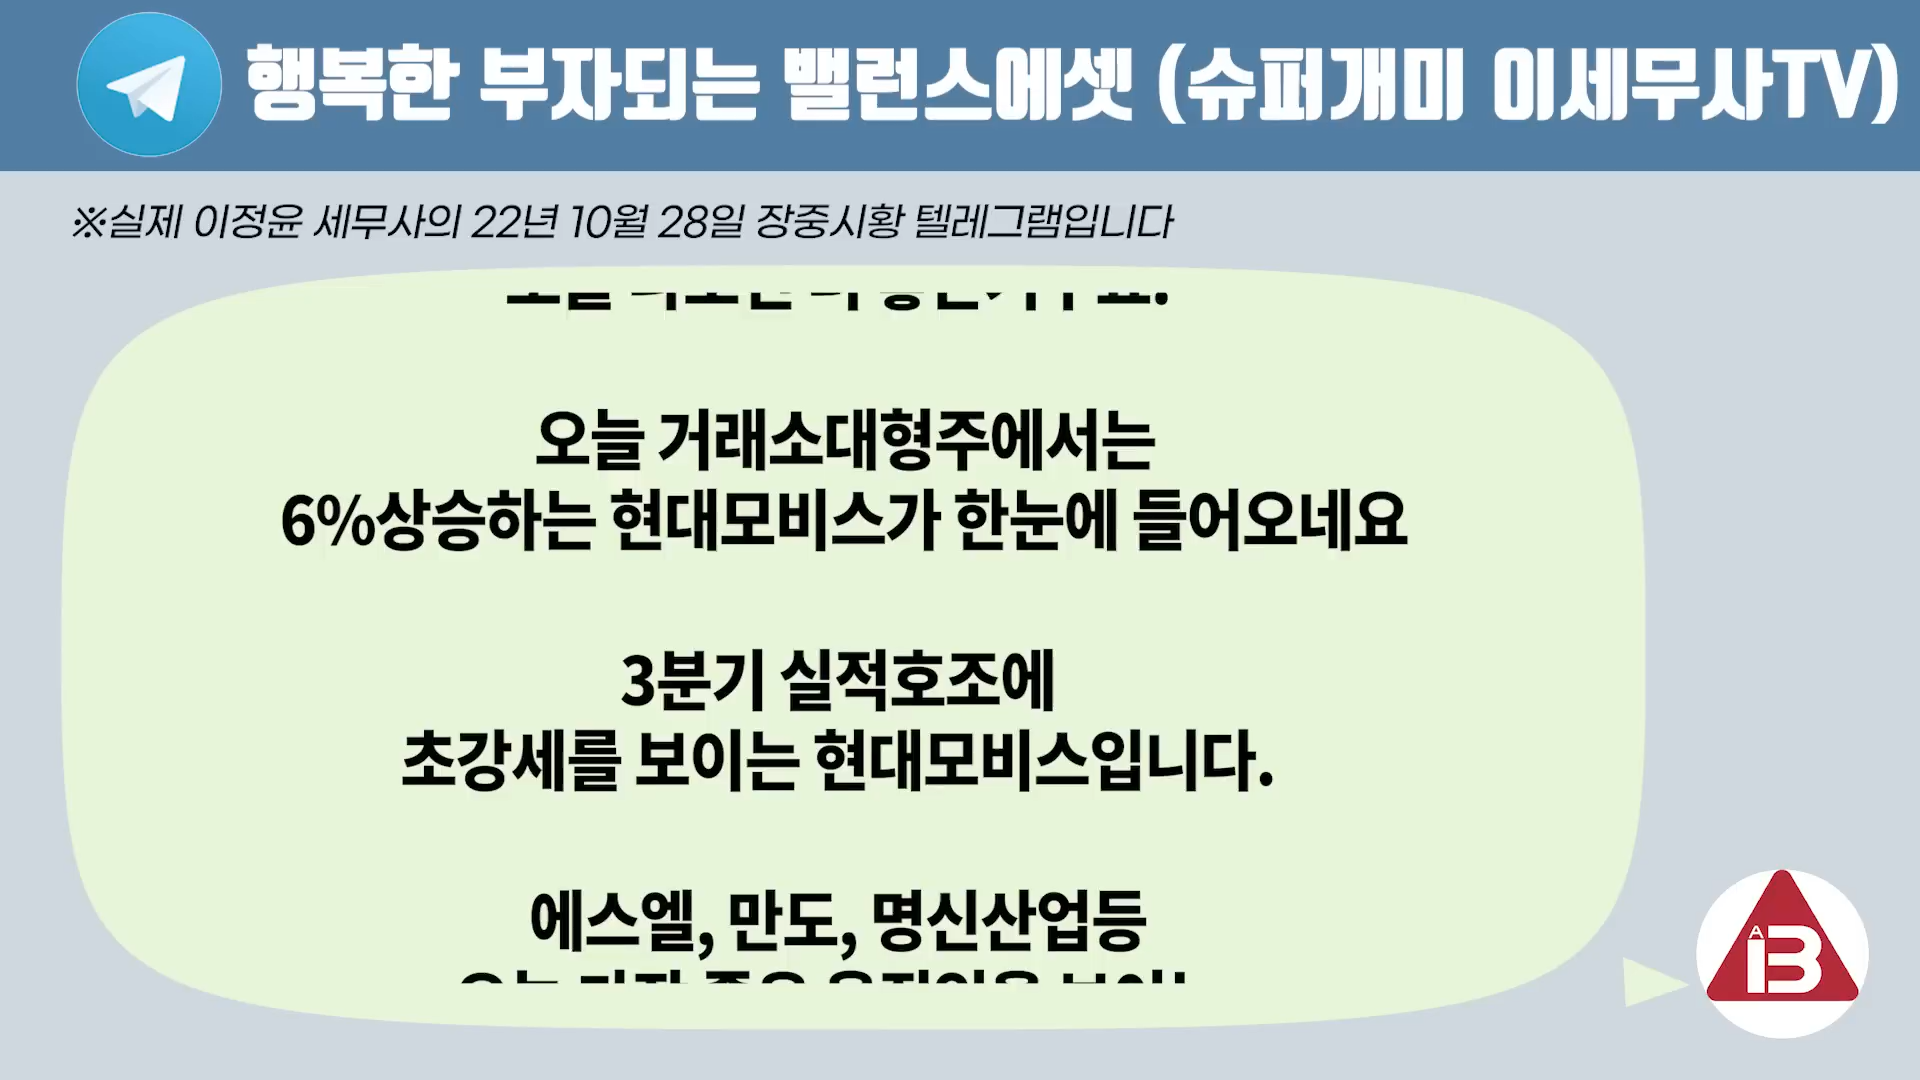 행복한 부자되는 밸런스에셋 (슈퍼개미 이세무사TV)
※실제 이정윤 세무사의 22년 10월 28일 장중시황 텔레그램입니다
오늘 거래소대형주에서는
6%상승하는 현대모비스가 한눈에 들어오네요
3분기 실적호조에
초강세를 보이는 현대모비스입니다.
에스엘, 만도, 명신산업등
A
B